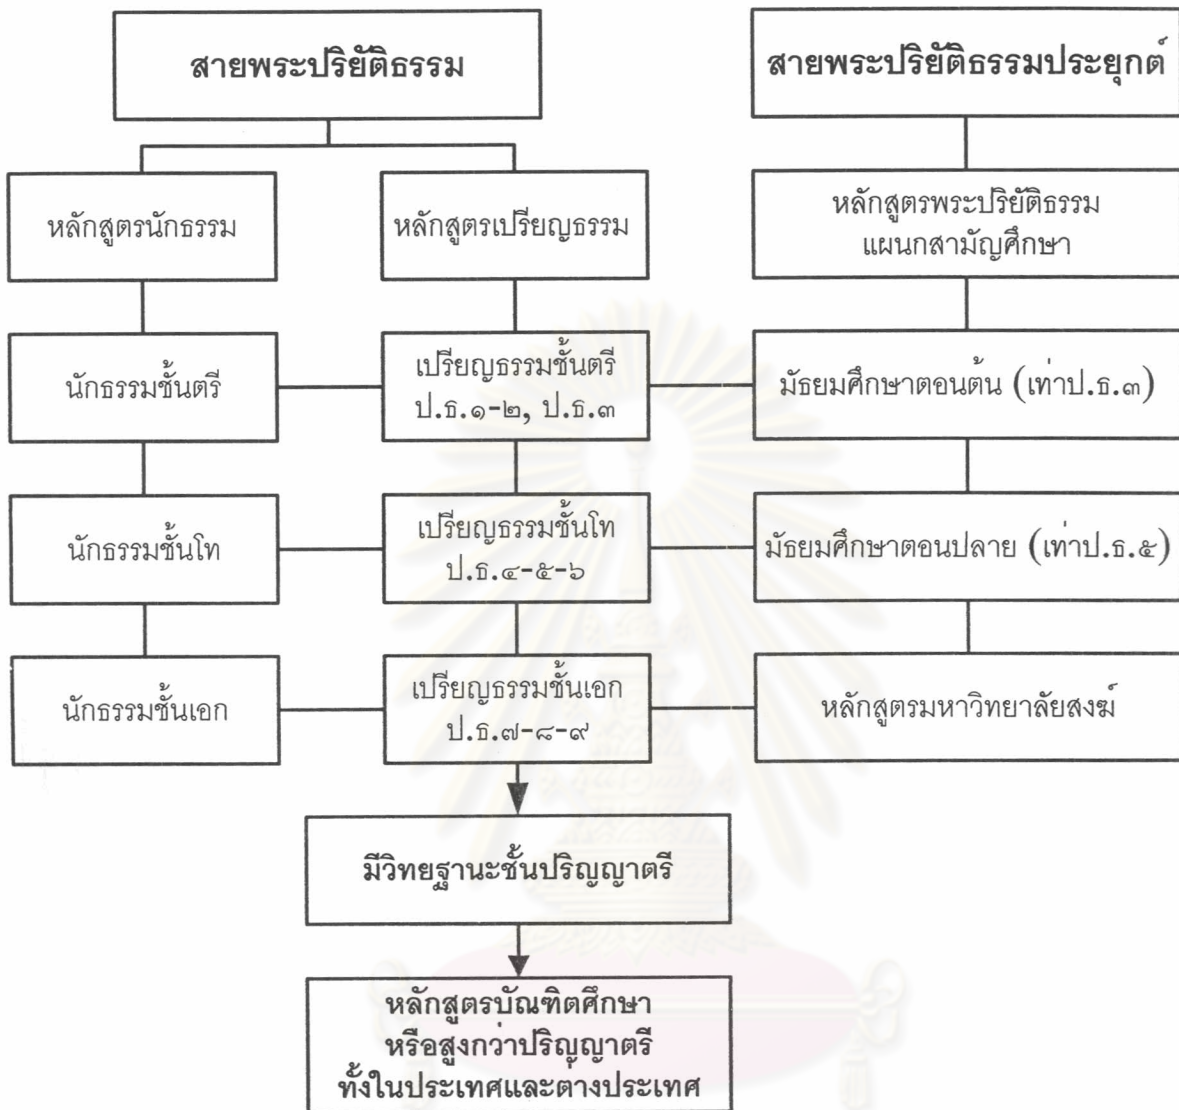 สายพระปริยัติธรรม
สายพระปริยัติธรรมประยุกต์
หลักสูตรนักธรรม
หลักสูตรเปรียญธรรม
หลักสูตรพระปริยัติธรรม
แผนกสามัญศึกษา
นักธรรมชั้นตรี
เปรียญธรรมชั้นตรี
ป.ธ.๑-๒, ป.ธ.๓
มัธยมศึกษาตอนต้น (เท่าป.ธ.๓)
นักธรรมชั้นโท
เปรียญธรรมชั้นโท
ป.ธ.๔-๕-๖
มัธยมศึกษาตอนปลาย (เท่าป.ธ.๕)
นักธรรมชั้นเอก
เปรียญธรรมชั้นเอก
ป.ธ.๗-๘-๙
หลักสูตรมหาวิทยาลัยสงฆ์
มีวิทยฐานะชั้นปริญญาตรี
หลักสูตรบัณฑิตศึกษา
หรือสูงกว่าปริญญาตรี
ทั้งในประเทศและต่างประเทศ